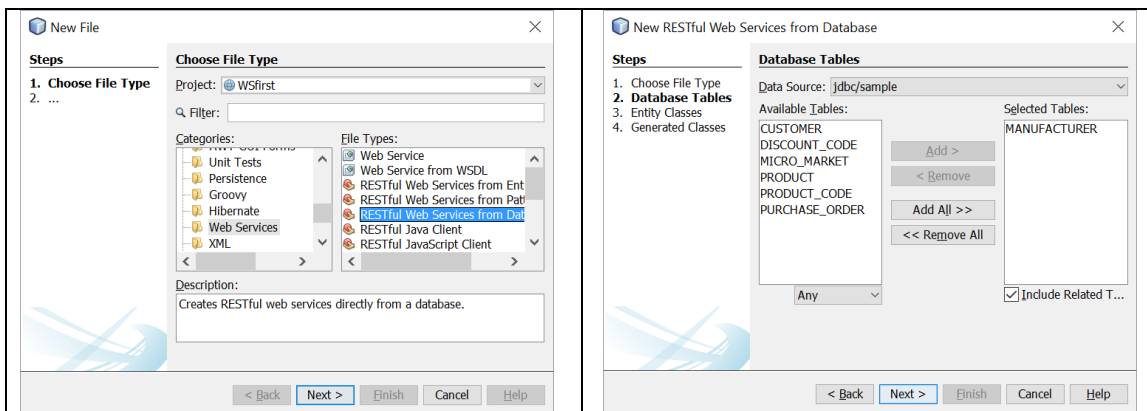 New File
Steps
1. Choose File Type
2. ...
Choose File Type
Project: WSfirst
Filter:
Categories:
Unit Tests
Persistence
Groovy
Hibernate
Web Services
XML
File Types:
Web Service
Web Service from WSDL
RESTful Web Services from Ent
RESTful Web Services from Pat
RESTful Web Services from Dat
RESTful Java Client
RESTful JavaScript Client
Description:
Creates RESTful web services directly from a database.
< Back Next > Finish Cancel Help
New RESTful Web Services from Database
Steps
1. Choose File Type
2. Database Tables
3. Entity Classes
4. Generated Classes
Database Tables
Data Source: jdbc/sample
Available Tables:
CUSTOMER
DISCOUNT_CODE
MICRO_MARKET
PRODUCT
PRODUCT_CODE
PURCHASE_ORDER
Any
Add >
< Remove
Add All >>
<< Remove All
Selected Tables:
MANUFACTURER
Include Related T...
< Back Next > Finish Cancel Help